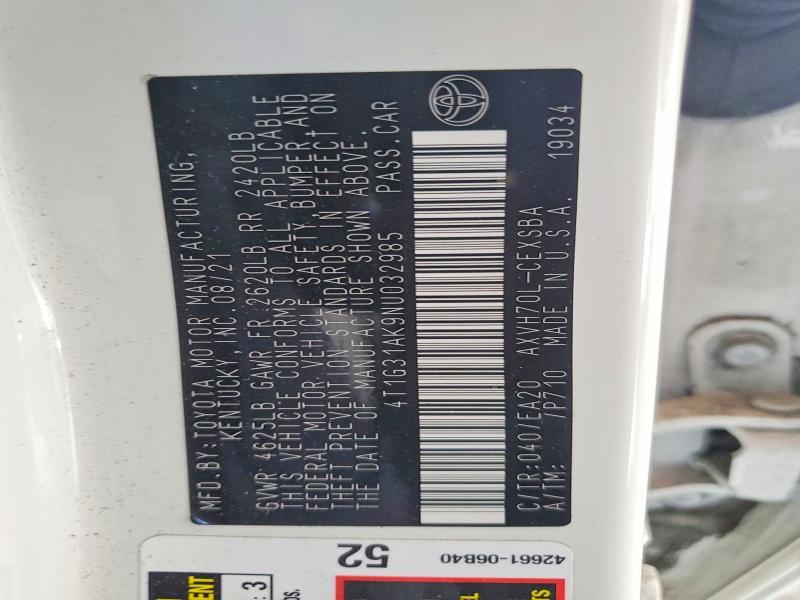 MFD. BY: TOYOTA MOTOR MANUFACTURING,
KENTUCKY, INC. 08/21
GVWR 4625LB GAWR FR 2620LB RR 2420LB
THIS VEHICLE CONFORMS TO ALL APPLICABLE
FEDERAL MOTOR VEHICLE SAFETY, BUMPER, AND
THEFT PREVENTION STANDARDS IN EFFECT ON
THE DATE OF MANUFACTURE SHOWN ABOVE.
4T1G31AK9NU032985 PASS.CAR
C/TR:040/EA20 AXVH70L-CEXSBA
A/TM: /P710 MADE IN U.S.A. 19034
52
42661-06B40
: 3